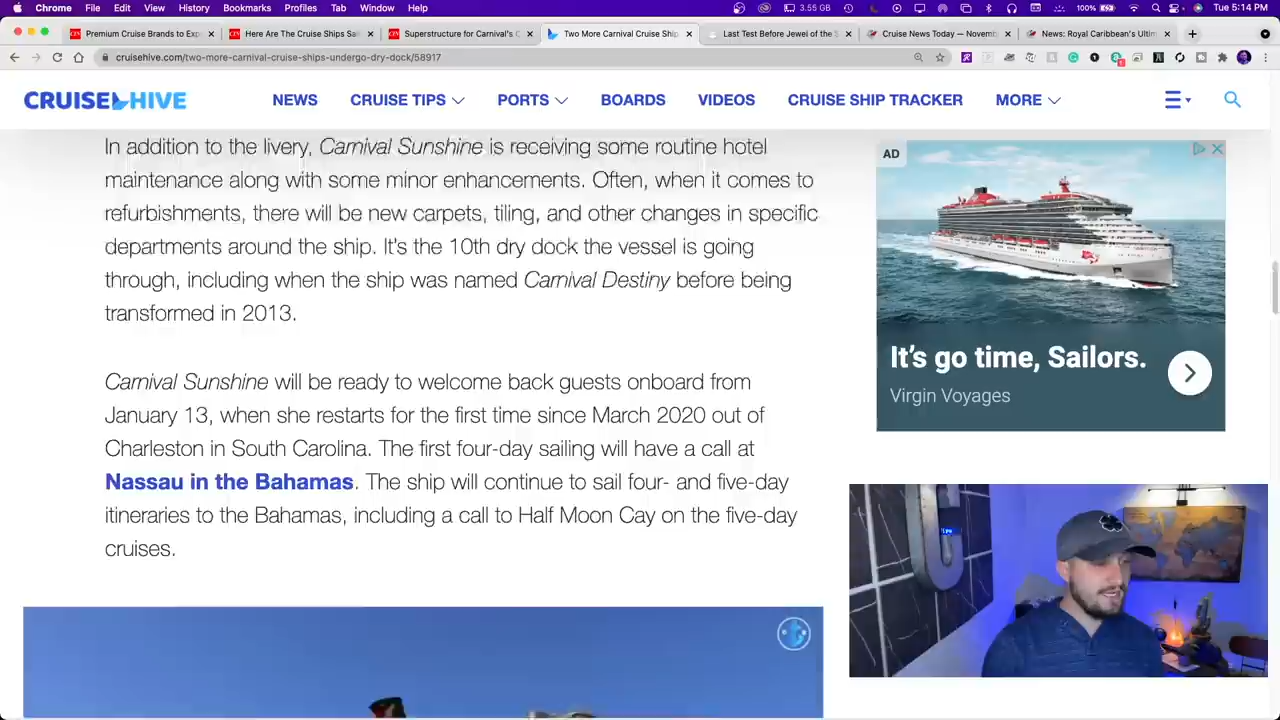 Chrome File Edit View History Bookmarks Profiles Tab Window Help 3.55 GB 100% Tue 5:14 PM
Premium Cruise Brands to Exp Here Are The Cruise Ships Sai Superstructure for Carnival's C Two More Carnival Cruise Ship Last Test Before Jewel of the S Cruise News Today — Novemb News: Royal Caribbean's Ultim
cruisehive.com/two-more-carnival-cruise-ships-undergo-dry-dock/58917
CRUISE HIVE NEWS CRUISE TIPS PORTS BOARDS VIDEOS CRUISE SHIP TRACKER MORE
In addition to the livery, Carnival Sunshine is receiving some routine hotel
maintenance along with some minor enhancements. Often, when it comes to
refurbishments, there will be new carpets, tiling, and other changes in specific
departments around the ship. It's the 10th dry dock the vessel is going
through, including when the ship was named Carnival Destiny before being
transformed in 2013.
Carnival Sunshine will be ready to welcome back guests onboard from
January 13, when she restarts for the first time since March 2020 out of
Charleston in South Carolina. The first four-day sailing will have a call at
Nassau in the Bahamas. The ship will continue to sail four- and five-day
itineraries to the Bahamas, including a call to Half Moon Cay on the five-day
cruises.
AD
It's go time, Sailors.
Virgin Voyages